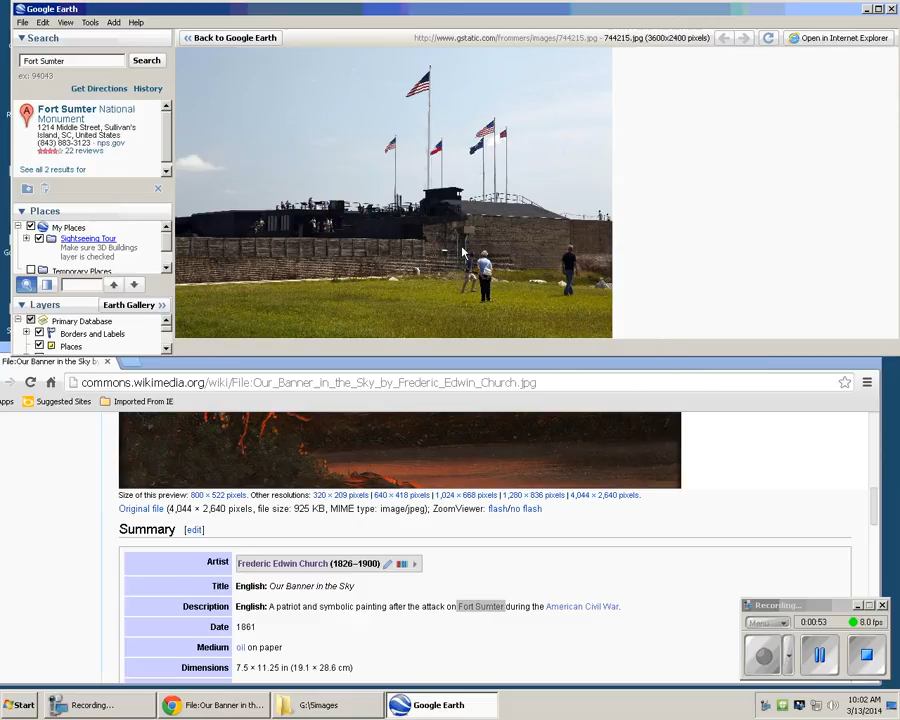 Google Earth
File Edit View Tools Add Help
Search
Back to Google Earth
http://www.gstatic.com/frommers/images/744215.jpg - 744215.jpg (3600x2400 pixels)
Open in Internet Explorer
Fort Sumter
Search
ex: 94043
Get Directions History
A
Fort Sumter National
Monument
1214 Middle Street, Sullivan's
Island, SC, United States
(843) 883-3123 - nps.gov
22 reviews
See all 2 results for
Places
My Places
Sightseeing Tour
Make sure 3D Buildings
layer is checked
Temporary Places
Layers
Earth Gallery >>
Primary Database
Borders and Labels
Places
File:Our Banner in the Sky by
commons.wikimedia.org/wiki/File:Our_Banner_in_the_Sky_by_Frederic_Edwin_Church.jpg
Apps Suggested Sites Imported From IE
Size of this preview: 800 × 522 pixels. Other resolutions: 320 × 209 pixels | 640 × 418 pixels | 1,024 × 668 pixels | 1,280 × 836 pixels | 4,044 × 2,640 pixels.
Original file (4,044 × 2,640 pixels, file size: 925 KB, MIME type: image/jpeg); ZoomViewer: flash/no flash
Summary [edit]
Artist Frederic Edwin Church (1826–1900)
Title English: Our Banner in the Sky
Description English: A patriot and symbolic painting after the attack on Fort Sumter during the American Civil War.
Date 1861
Medium oil on paper
Dimensions 7.5 × 11.25 in (19.1 × 28.6 cm)
Recording...
Menu 0:00:53 8.0 fps
Start Recording... File:Our Banner in th... G:\5images Google Earth
10:02 AM
3/13/2014